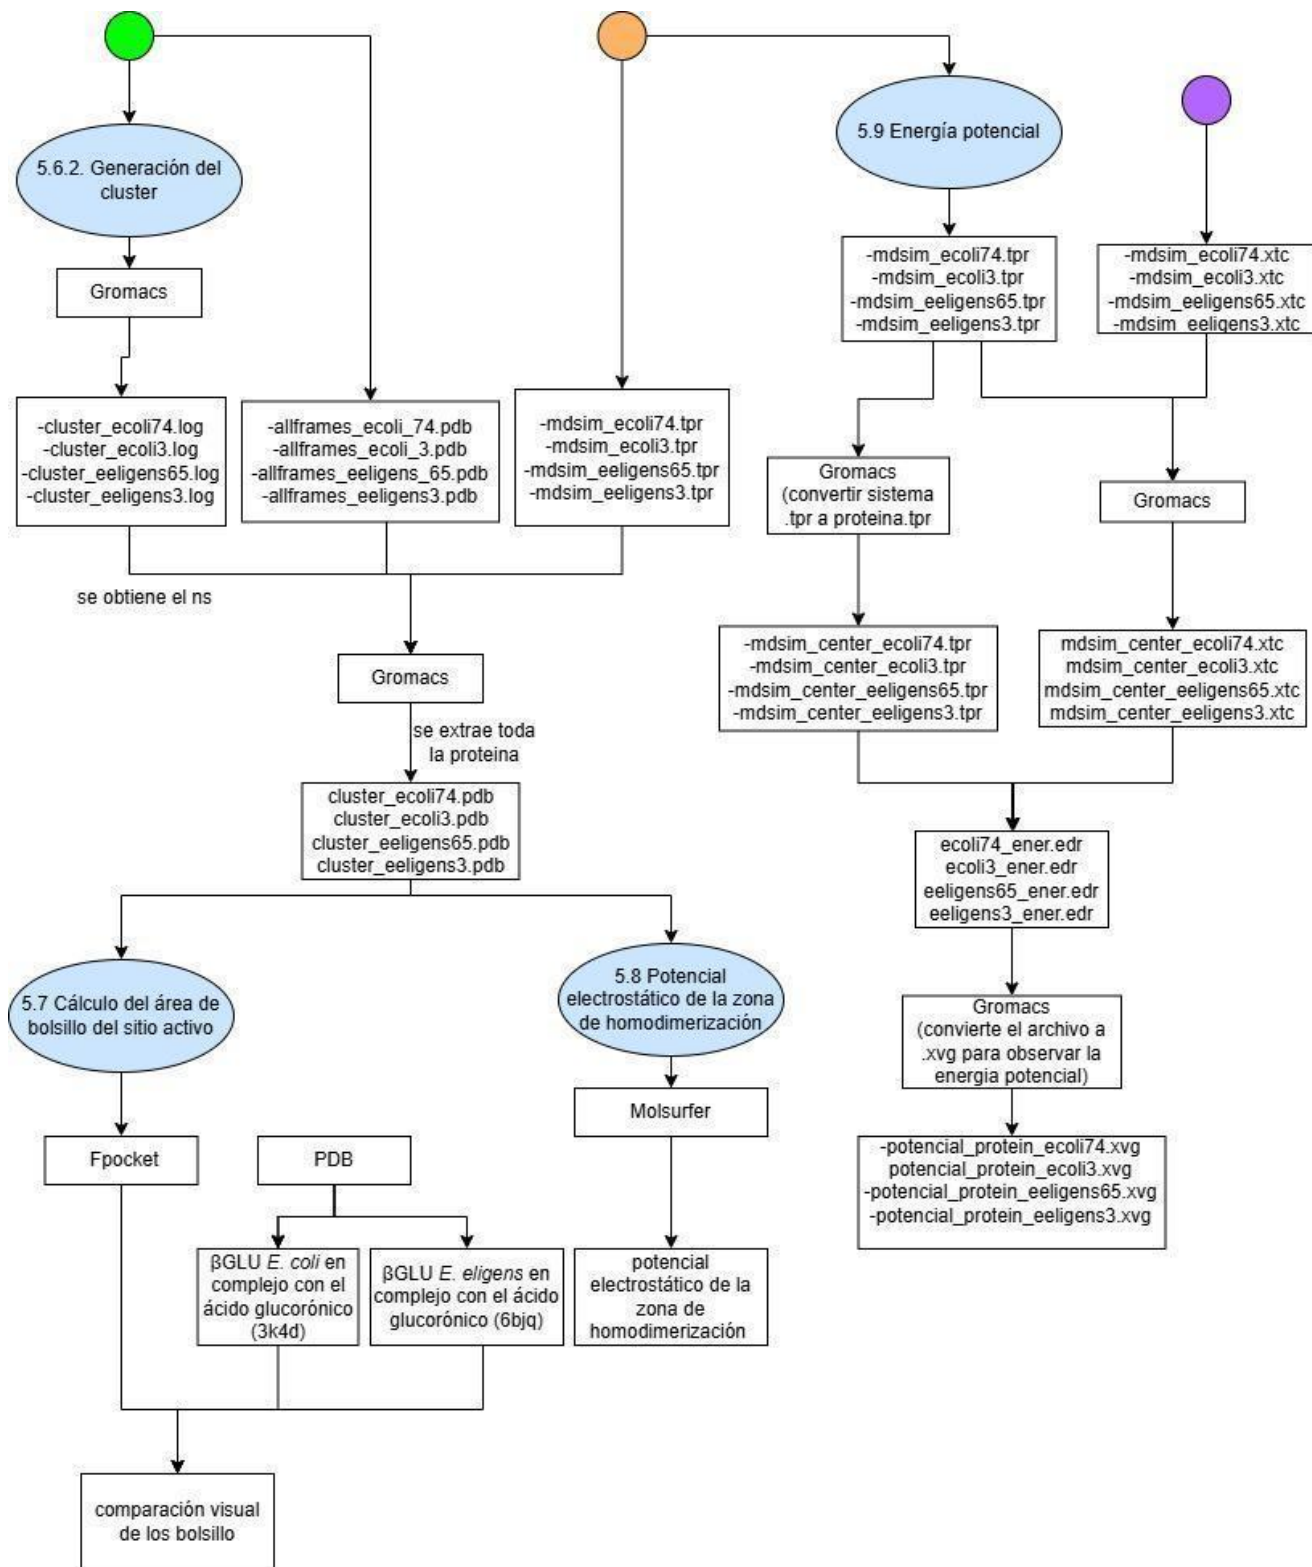 5.6.2. Generación del
cluster
Gromacs
-cluster_ecoli74.log
-cluster_ecoli3.log
-cluster_eeligens65.log
-cluster_eeligens3.log
-allframes_ecoli_74.pdb
-allframes_ecoli_3.pdb
-allframes_eeligens_65.pdb
-allframes_eeligens3.pdb
-mdsim_ecoli74.tpr
-mdsim_ecoli3.tpr
-mdsim_eeligens65.tpr
-mdsim_eeligens3.tpr
se obtiene el ns
Gromacs
se extrae toda
la proteina
cluster_ecoli74.pdb
cluster_ecoli3.pdb
cluster_eeligens65.pdb
cluster_eeligens3.pdb
5.7 Cálculo del área de
bolsillo del sitio activo
Fpocket
PDB
βGLU E. coli en
complejo con el
ácido glucorónico
(3k4d)
βGLU E. eligens en
complejo con el ácido
glucorónico (6bjq)
comparación visual
de los bolsillo
5.8 Potencial
electrostático de la zona
de homodimerización
Molsurfer
potencial
electrostático de la
zona de
homodimerización
5.9 Energía potencial
-mdsim_ecoli74.tpr
-mdsim_ecoli3.tpr
-mdsim_eeligens65.tpr
-mdsim_eeligens3.tpr
-mdsim_ecoli74.xtc
-mdsim_ecoli3.xtc
-mdsim_eeligens65.xtc
-mdsim_eeligens3.xtc
Gromacs
(convertir sistema
.tpr a proteina.tpr
Gromacs
-mdsim_center_ecoli74.tpr
-mdsim_center_ecoli3.tpr
-mdsim_center_eeligens65.tpr
-mdsim_center_eeligens3.tpr
mdsim_center_ecoli74.xtc
mdsim_center_ecoli3.xtc
mdsim_center_eeligens65.xtc
mdsim_center_eeligens3.xtc
ecoli74_ener.edr
ecoli3_ener.edr
eeligens65_ener.edr
eeligens3_ener.edr
Gromacs
(convierte el archivo a
.xvg para observar la
energia potencial)
-potencial_protein_ecoli74.xvg
potencial_protein_ecoli3.xvg
-potencial_protein_eeligens65.xvg
-potencial_protein_eeligens3.xvg